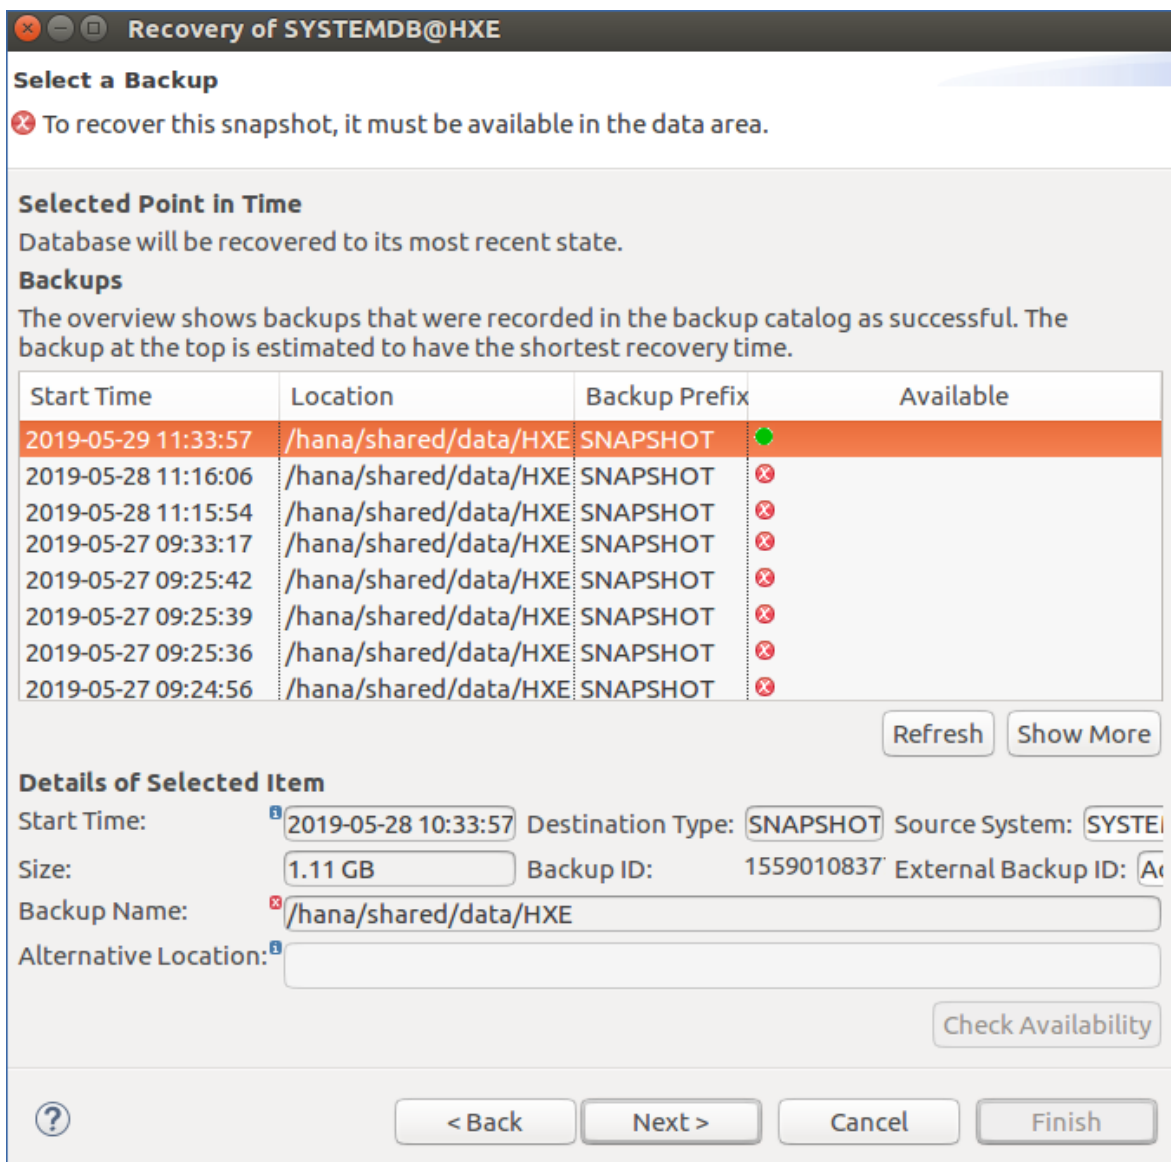 Recovery of SYSTEMDB@HXE
Select a Backup
To recover this snapshot, it must be available in the data area.
Selected Point in Time
Database will be recovered to its most recent state.
Backups
The overview shows backups that were recorded in the backup catalog as successful. The
backup at the top is estimated to have the shortest recovery time.
Start Time Location Backup Prefix Available
2019-05-29 11:33:57 /hana/shared/data/HXE SNAPSHOT
2019-05-28 11:16:06 /hana/shared/data/HXE SNAPSHOT
2019-05-28 11:15:54 /hana/shared/data/HXE SNAPSHOT
2019-05-27 09:33:17 /hana/shared/data/HXE SNAPSHOT
2019-05-27 09:25:42 /hana/shared/data/HXE SNAPSHOT
2019-05-27 09:25:39 /hana/shared/data/HXE SNAPSHOT
2019-05-27 09:25:36 /hana/shared/data/HXE SNAPSHOT
2019-05-27 09:24:56 /hana/shared/data/HXE SNAPSHOT
Refresh Show More
Details of Selected Item
Start Time: 2019-05-28 10:33:57 Destination Type: SNAPSHOT Source System: SYSTE
Size: 1.11 GB Backup ID: 1559010837 External Backup ID: A
Backup Name: /hana/shared/data/HXE
Alternative Location:
Check Availability
? < Back Next > Cancel Finish